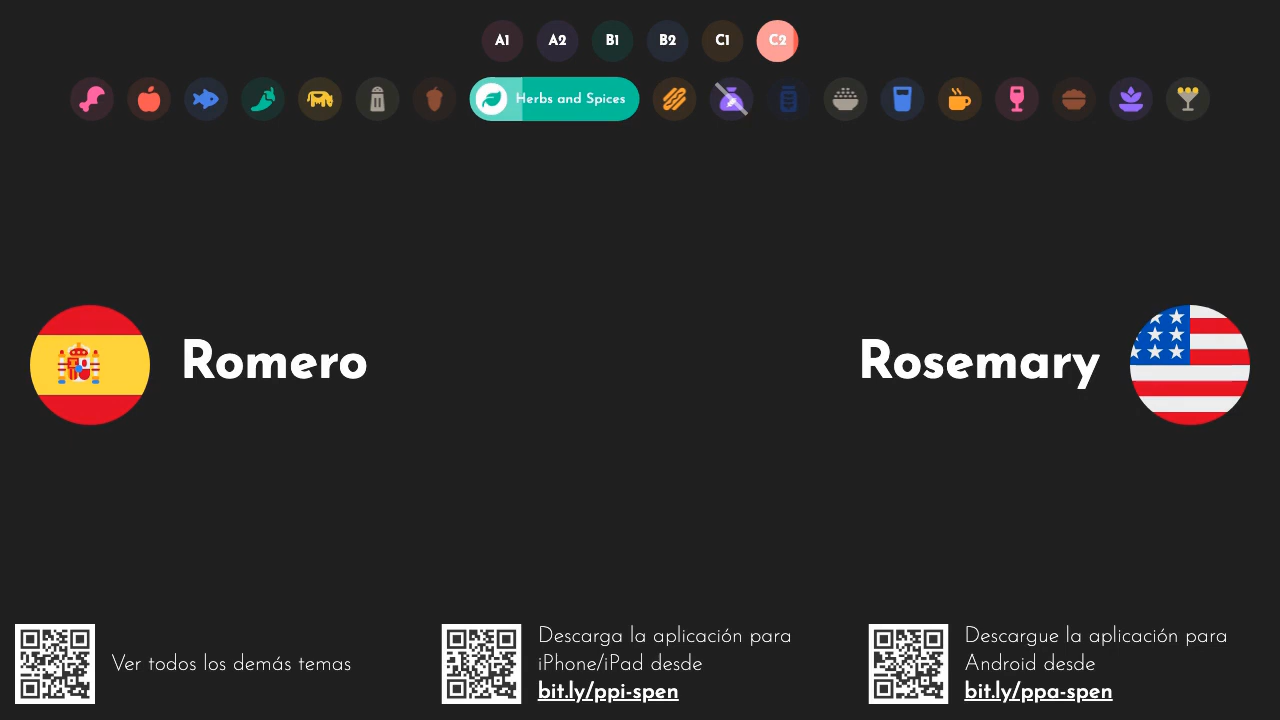 A1 A2 B1 B2 C1 C2
Herbs and Spices
Romero
Rosemary
Ver todos los demás temas
Descarga la aplicación para
iPhone/iPad desde
bit.ly/ppi-spen
Descargue la aplicación para
Android desde
bit.ly/ppa-spen